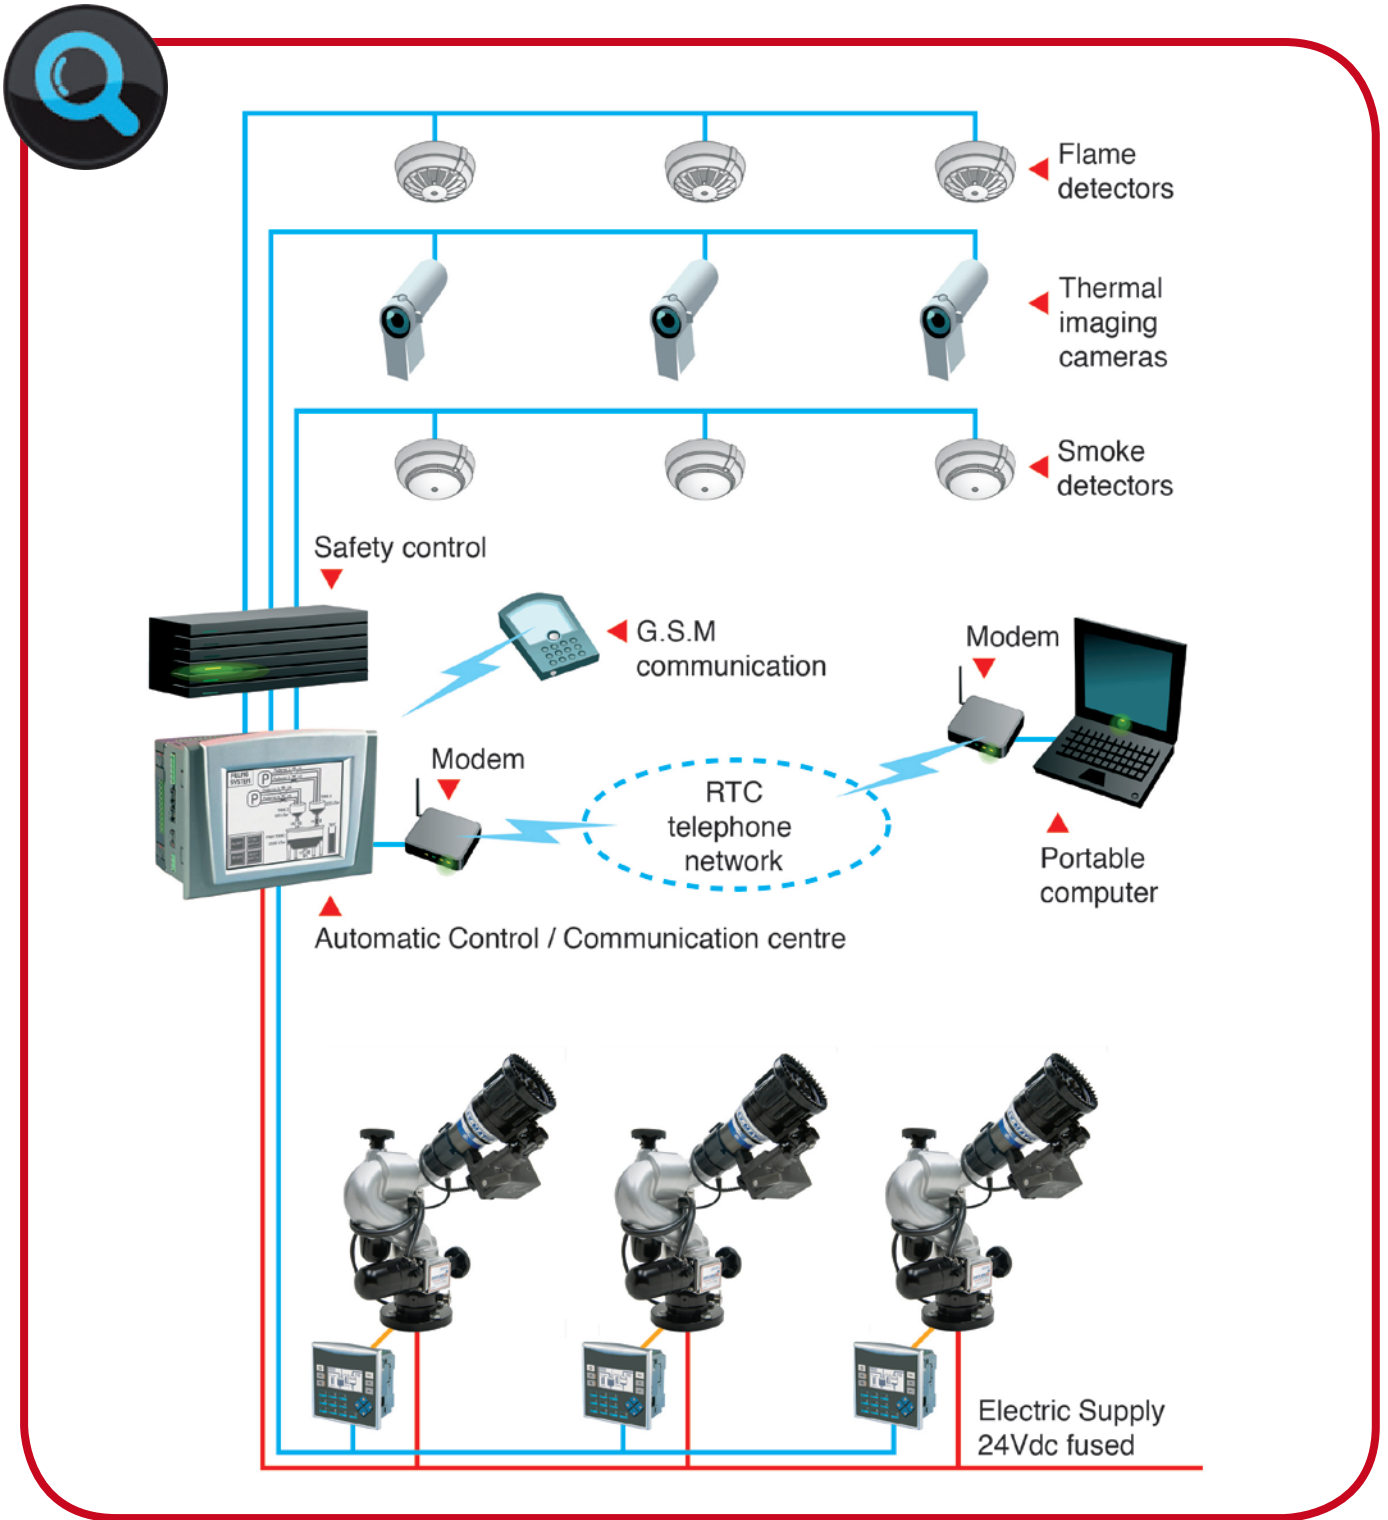 Flame
detectors
Thermal
imaging
cameras
Smoke
detectors
Safety control
G.S.M
communication
Modem
Modem
RTC
telephone
network
Portable
computer
Automatic Control / Communication centre
Electric Supply
24Vdc fused